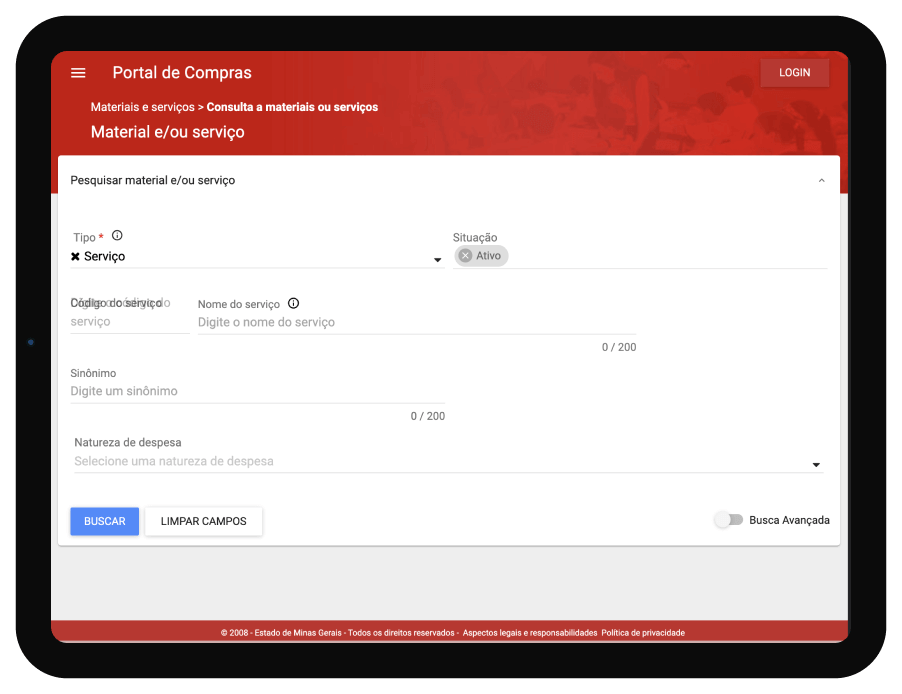 Portal de Compras
LOGIN
Materiais e serviços > Consulta a materiais ou serviços
Material e/ou serviço
Pesquisar material e/ou serviço
Tipo *
Situação
Serviço
Ativo
Código do serviço
Digite o código do
serviço
Nome do serviço
Digite o nome do serviço
0 / 200
Sinônimo
Digite um sinônimo
0 / 200
Natureza de despesa
Selecione uma natureza de despesa
BUSCAR
LIMPAR CAMPOS
Busca Avançada
© 2008 - Estado de Minas Gerais - Todos os direitos reservados - Aspectos legais e responsabilidades Política de privacidade